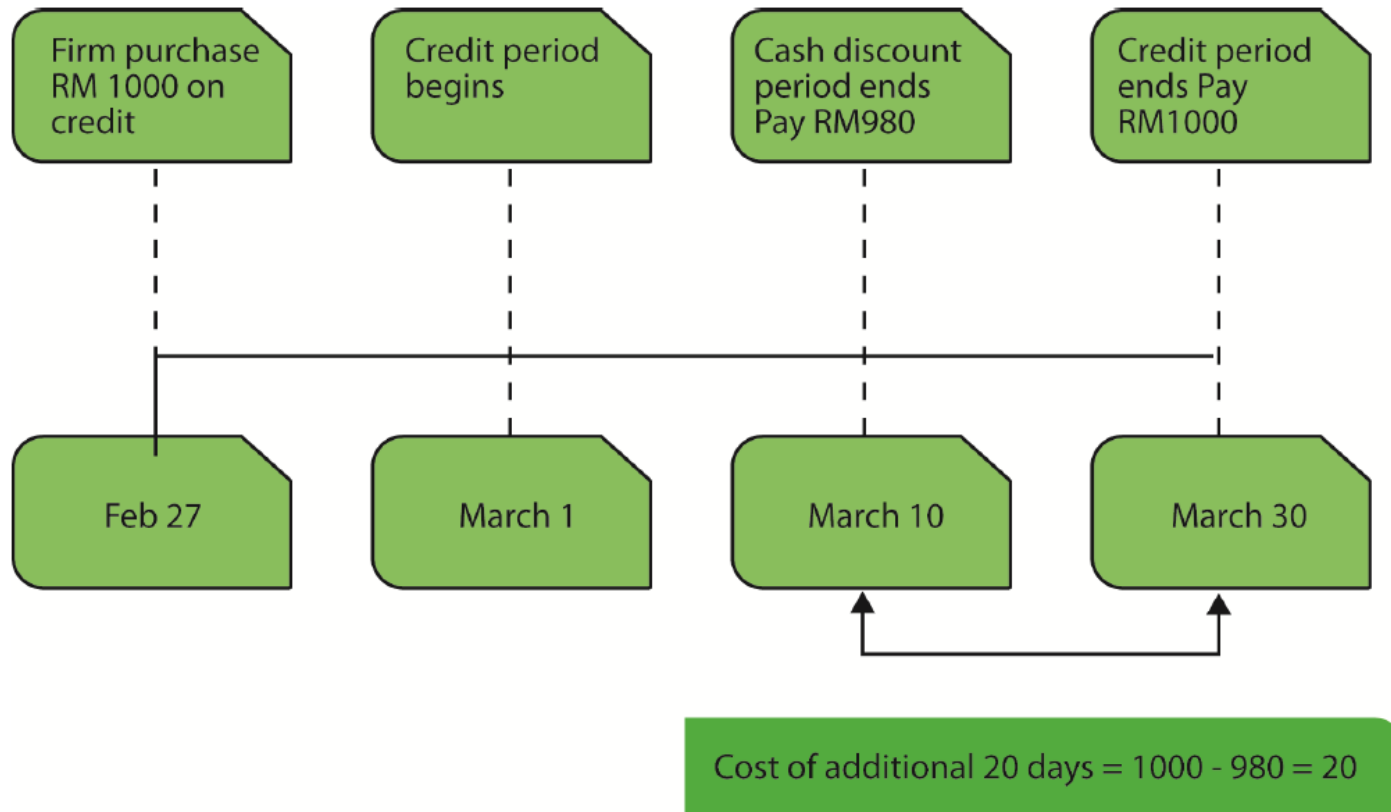 Firm purchase
RM 1000 on
credit
Credit period
begins
Cash discount
period ends
Pay RM980
Credit period
ends Pay
RM1000
Feb 27
March 1
March 10
March 30
Cost of additional 20 days = 1000 - 980 = 20